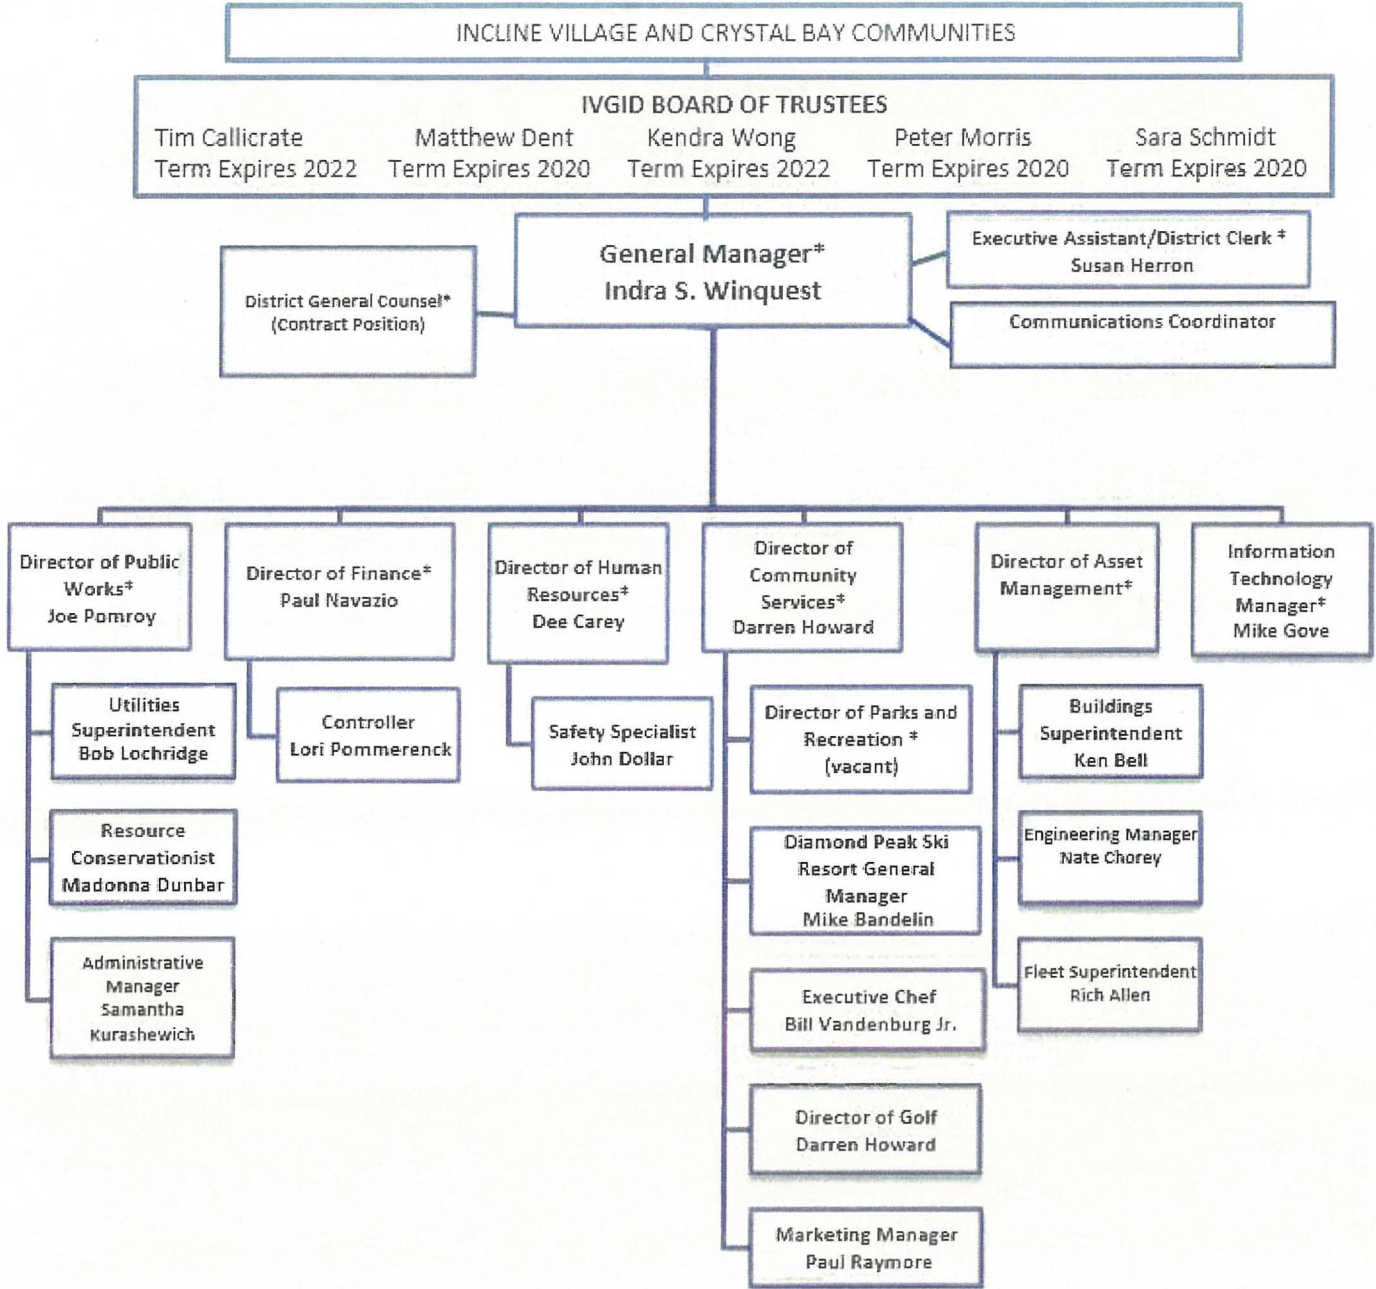 INCLINE VILLAGE AND CRYSTAL BAY COMMUNITIES
IVGID BOARD OF TRUSTEES
Tim Callicrate
Term Expires 2022
Matthew Dent
Term Expires 2020
Kendra Wong
Term Expires 2022
Peter Morris
Term Expires 2020
Sara Schmidt
Term Expires 2020
General Manager*
Indra S. Winquest
District General Counsel*
(Contract Position)
Executive Assistant/District Clerk *
Susan Herron
Communications Coordinator
Director of Public
Works*
Joe Pomroy
Director of Finance*
Paul Navazio
Director of Human
Resources*
Dee Carey
Director of
Community
Services*
Darren Howard
Director of Asset
Management*
Information
Technology
Manager*
Mike Gove
Utilities
Superintendent
Bob Lochridge
Resource
Conservationist
Madonna Dunbar
Administrative
Manager
Samantha
Kurashewich
Controller
Lori Pommerenck
Safety Specialist
John Dollar
Director of Parks and
Recreation *
(vacant)
Diamond Peak Ski
Resort General
Manager
Mike Bandelin
Executive Chef
Bill Vandenburg Jr.
Director of Golf
Darren Howard
Marketing Manager
Paul Raymore
Buildings
Superintendent
Ken Bell
Engineering Manager
Nate Chorey
Fleet Superintendent
Rich Allen